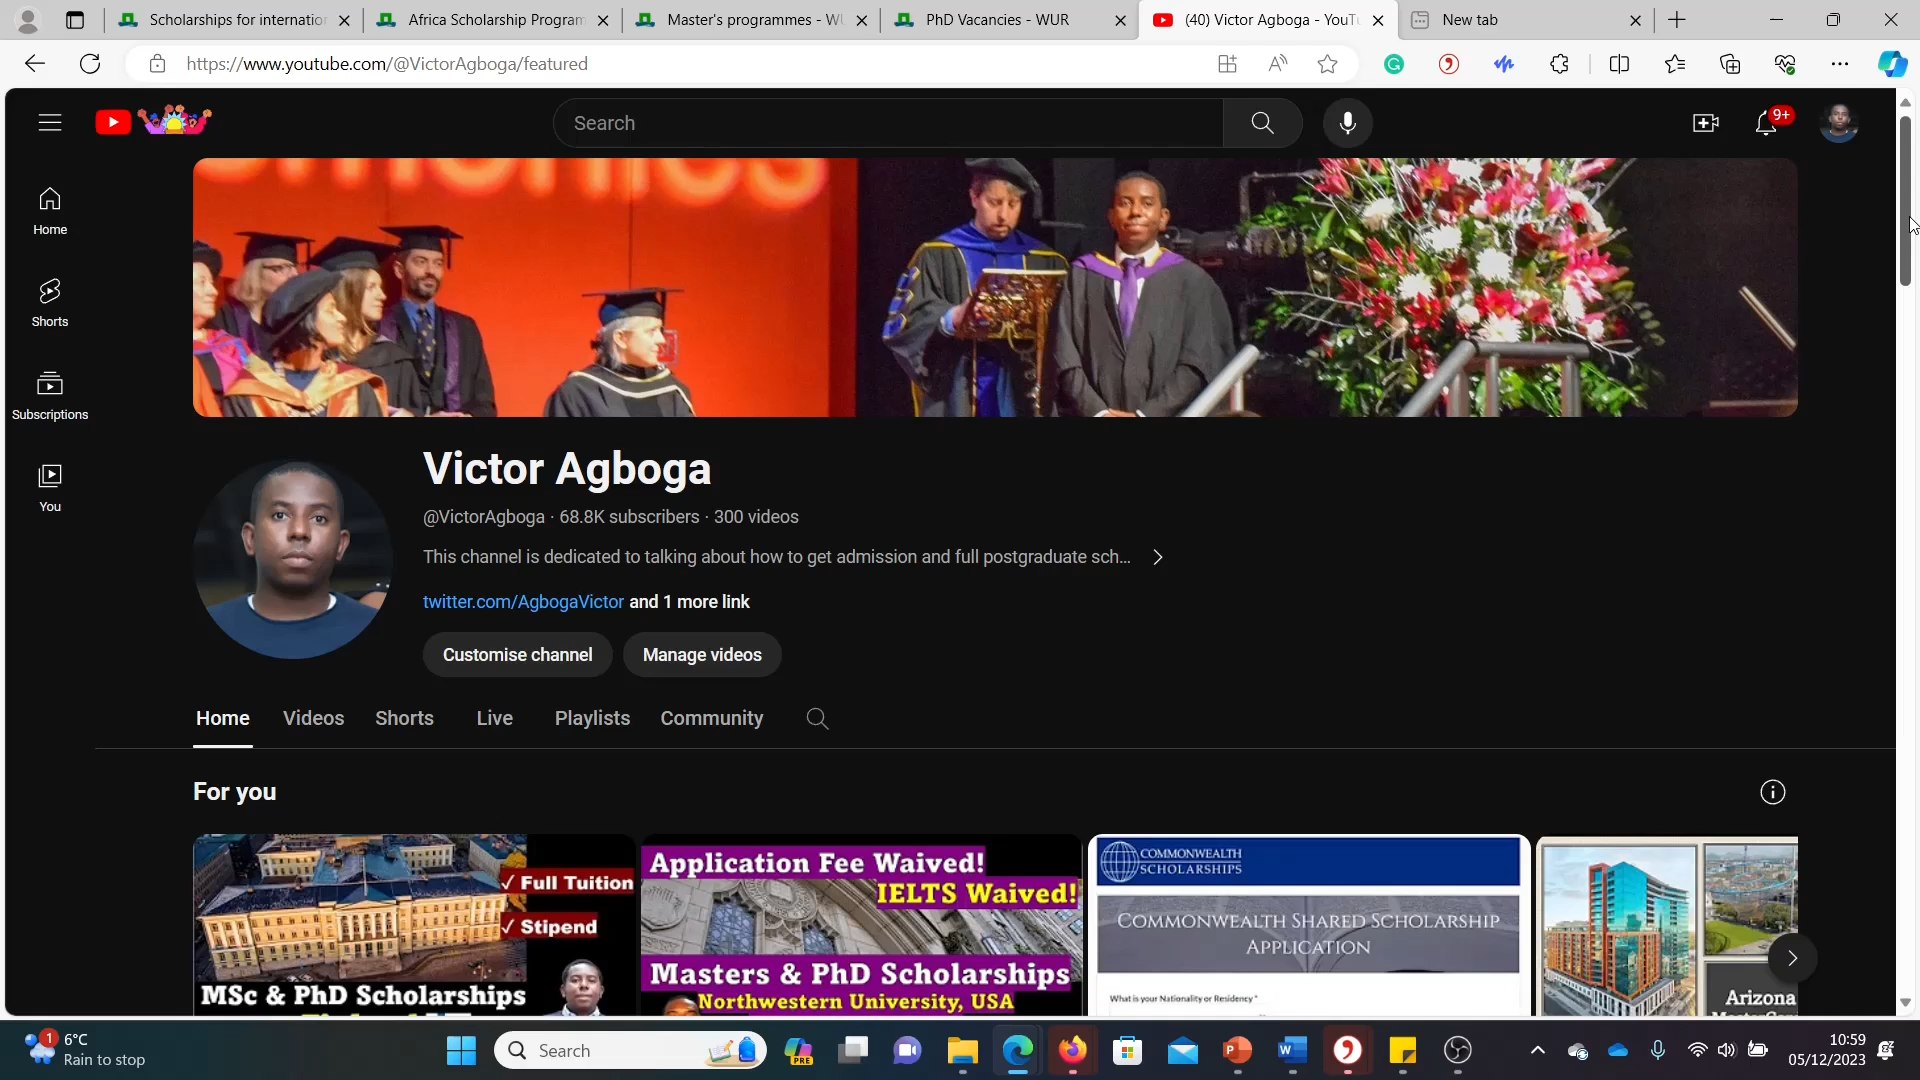 Scholarships for internation
Africa Scholarship Program
Master's programmes - WU
PhD Vacancies - WUR
(40) Victor Agboga - YouTu
New tab
https://www.youtube.com/@VictorAgboga/featured
Search
9+
Home
Shorts
Subscriptions
You
Victor Agboga
@VictorAgboga · 68.8K subscribers · 300 videos
This channel is dedicated to talking about how to get admission and full postgraduate sch...
twitter.com/AgbogaVictor and 1 more link
Customise channel
Manage videos
Home Videos Shorts Live Playlists Community
For you
✓ Full Tuition
✓ Stipend
MSc & PhD Scholarships
Application Fee Waived!
IELTS Waived!
Masters & PhD Scholarships
Northwestern University, USA
COMMONWEALTH
SCHOLARSHIPS
COMMONWEALTH SHARED SCHOLARSHIP
APPLICATION
What is your Nationality or Residency *
Arizona
1
6°C
Rain to stop
Search
PRE
10:59
05/12/2023